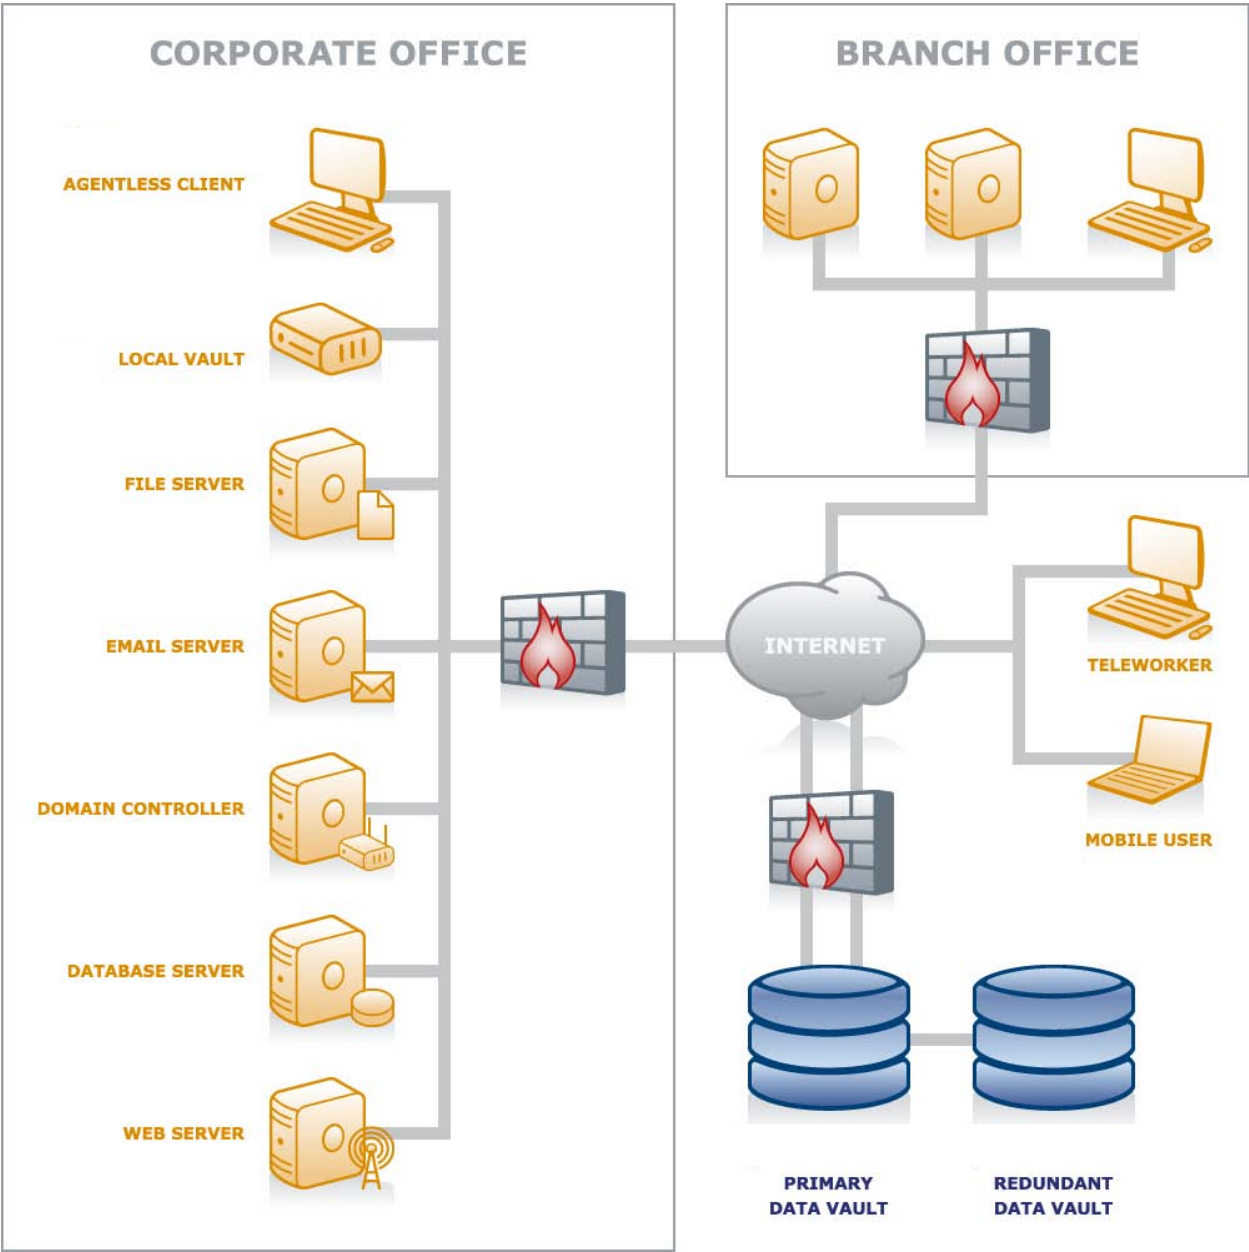 CORPORATE OFFICE
BRANCH OFFICE
AGENTLESS CLIENT
LOCAL VAULT
FILE SERVER
EMAIL SERVER
DOMAIN CONTROLLER
DATABASE SERVER
WEB SERVER
INTERNET
TELEWORKER
MOBILE USER
PRIMARY
DATA VAULT
REDUNDANT
DATA VAULT